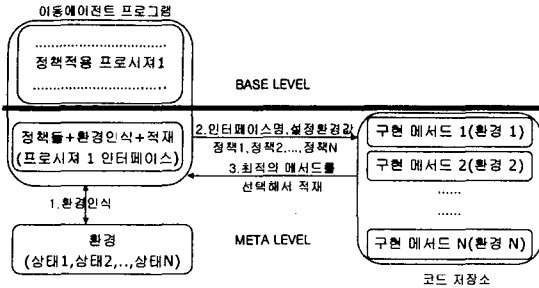 이동에이전트 프로그램
정책적용 프로시져1
BASE LEVEL
정책들+환경인식+적재
(프로시져 1 인터페이스)
2.인터페이스명,설정환경값
정책1,정책2,...,정책N
3.최적의 메서드를
선택해서 적재
1.환경인식
환경
(상태1,상태2,..,상태N)
META LEVEL
구현 메서드 1(환경 1)
구현 메서드 2(환경 2)
......
......
구현 메서드 N(환경 N)
코드 저장소